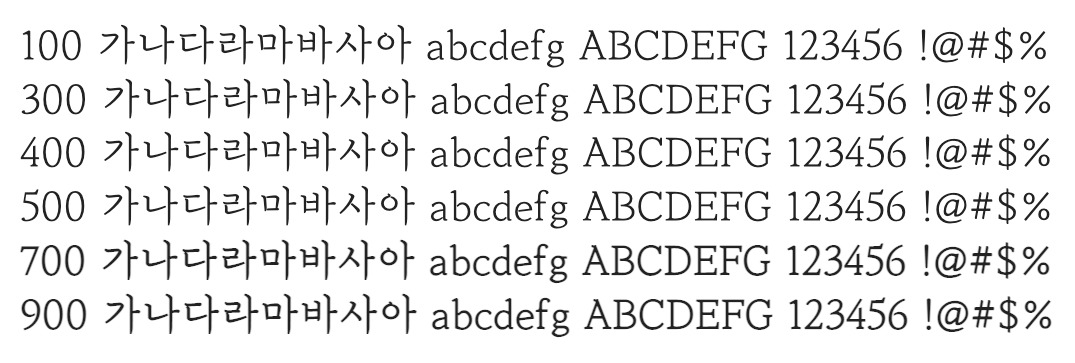 100 가나다라마바사아 abcdefg ABCDEFG 123456 !@#$%
300 가나다라마바사아 abcdefg ABCDEFG 123456 !@#$%
400 가나다라마바사아 abcdefg ABCDEFG 123456 !@#$%
500 가나다라마바사아 abcdefg ABCDEFG 123456 !@#$%
700 가나다라마바사아 abcdefg ABCDEFG 123456 !@#$%
900 가나다라마바사아 abcdefg ABCDEFG 123456 !@#$%